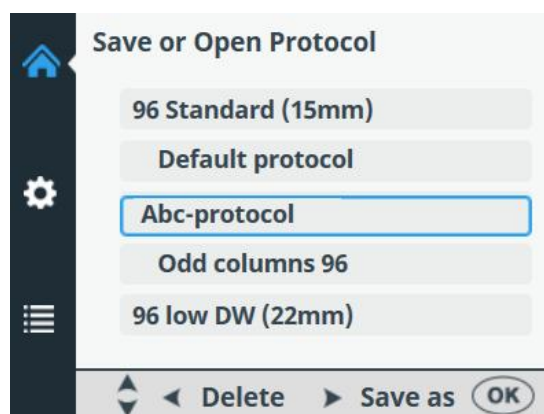 Save or Open Protocol
96 Standard (15mm)
Default protocol
Abc-protocol
Odd columns 96
96 low DW (22mm)
Delete Save as OK